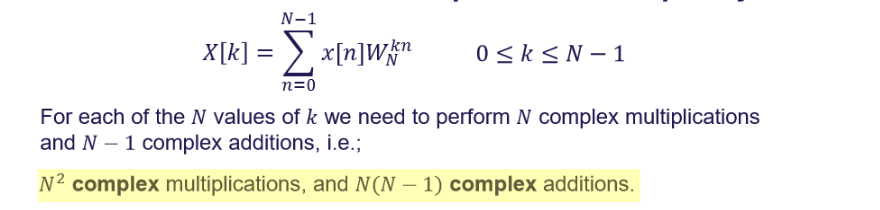 X[k] = ∑_{n=0}^{N−1} x[n]W_N^{kn}    0 ≤ k ≤ N − 1
For each of the N values of k we need to perform N complex multiplications
and N − 1 complex additions, i.e.;
N² complex multiplications, and N(N − 1) complex additions.